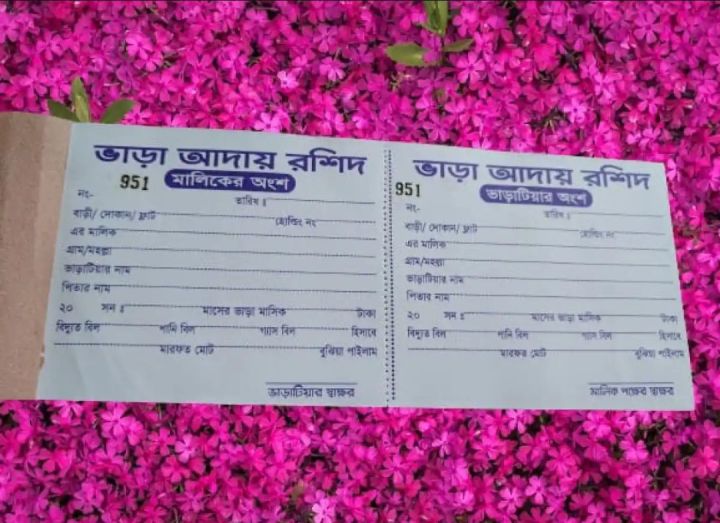 ভাড়া আদায় রশিদ
951 মালিকের অংশ
নং- তারিখ ঃ
বাড়ী/ দোকান/ ফ্লাট হোল্ডিং নং
এর মালিক
গ্রাম/মহল্লা
ভাড়াটিয়ার নাম
পিতার নাম
২০ সন ঃ মাসের ভাড়া মাসিক টাকা
বিদ্যুত বিল পানি বিল গ্যাস বিল হিসাবে
মারফত মোট বুঝিয়া পাইলাম
ভাড়াটিয়ার স্বাক্ষর
ভাড়া আদায় রশিদ
951 ভাড়াটিয়ার অংশ
নং- তারিখ ঃ
বাড়ী/ দোকান/ ফ্লাট হোল্ডিং নং
এর মালিক
গ্রাম/মহল্লা
ভাড়াটিয়ার নাম
পিতার নাম
২০ সন ঃ মাসের ভাড়া মাসিক টাকা
বিদ্যুত বিল পানি বিল গ্যাস বিল হিসাবে
মারফত মোট বুঝিয়া পাইলাম
মালিক পক্ষের স্বাক্ষর